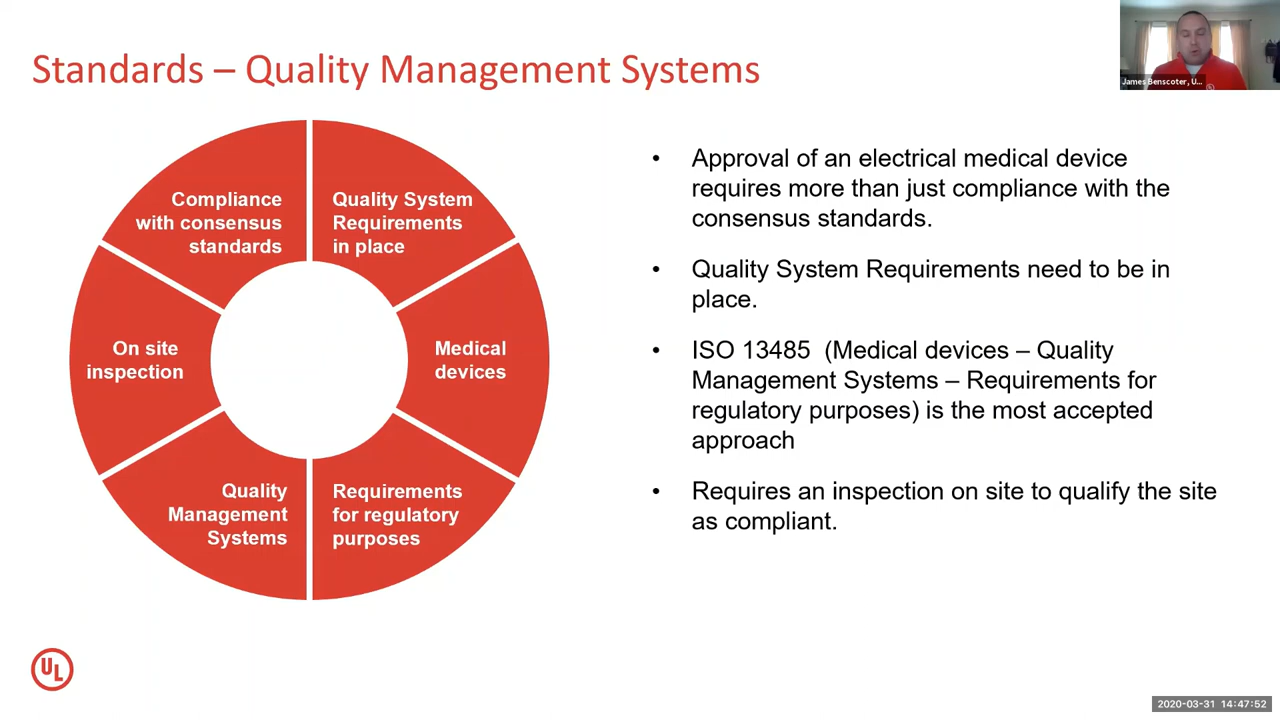 Standards – Quality Management Systems
James Benscoter, U...
Compliance
with consensus
standards
Quality System
Requirements
in place
On site
inspection
Medical
devices
Quality
Management
Systems
Requirements
for regulatory
purposes
• Approval of an electrical medical device
requires more than just compliance with the
consensus standards.
• Quality System Requirements need to be in
place.
• ISO 13485 (Medical devices – Quality
Management Systems – Requirements for
regulatory purposes) is the most accepted
approach
• Requires an inspection on site to qualify the site
as compliant.
UL
2020-03-31 14:47:52